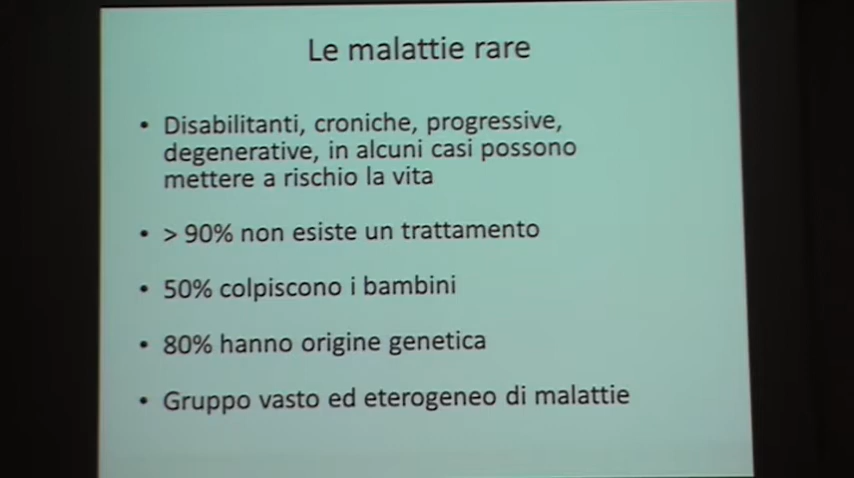 Le malattie rare
• Disabilitanti, croniche, progressive,
degenerative, in alcuni casi possono
mettere a rischio la vita
• > 90% non esiste un trattamento
• 50% colpiscono i bambini
• 80% hanno origine genetica
• Gruppo vasto ed eterogeneo di malattie